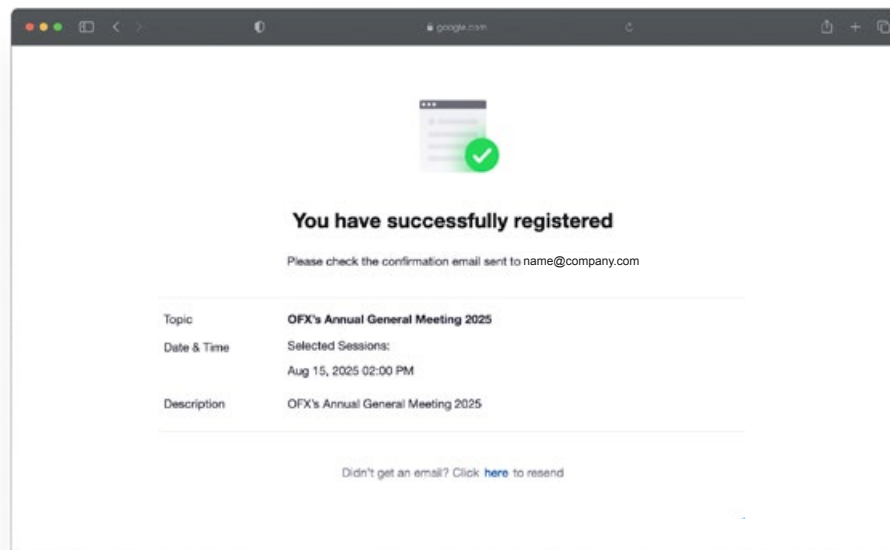 google.com
You have successfully registered
Please check the confirmation email sent to name@company.com
Topic OFX's Annual General Meeting 2025
Date & Time Selected Sessions:
Aug 15, 2025 02:00 PM
Description OFX's Annual General Meeting 2025
Didn't get an email? Click here to resend